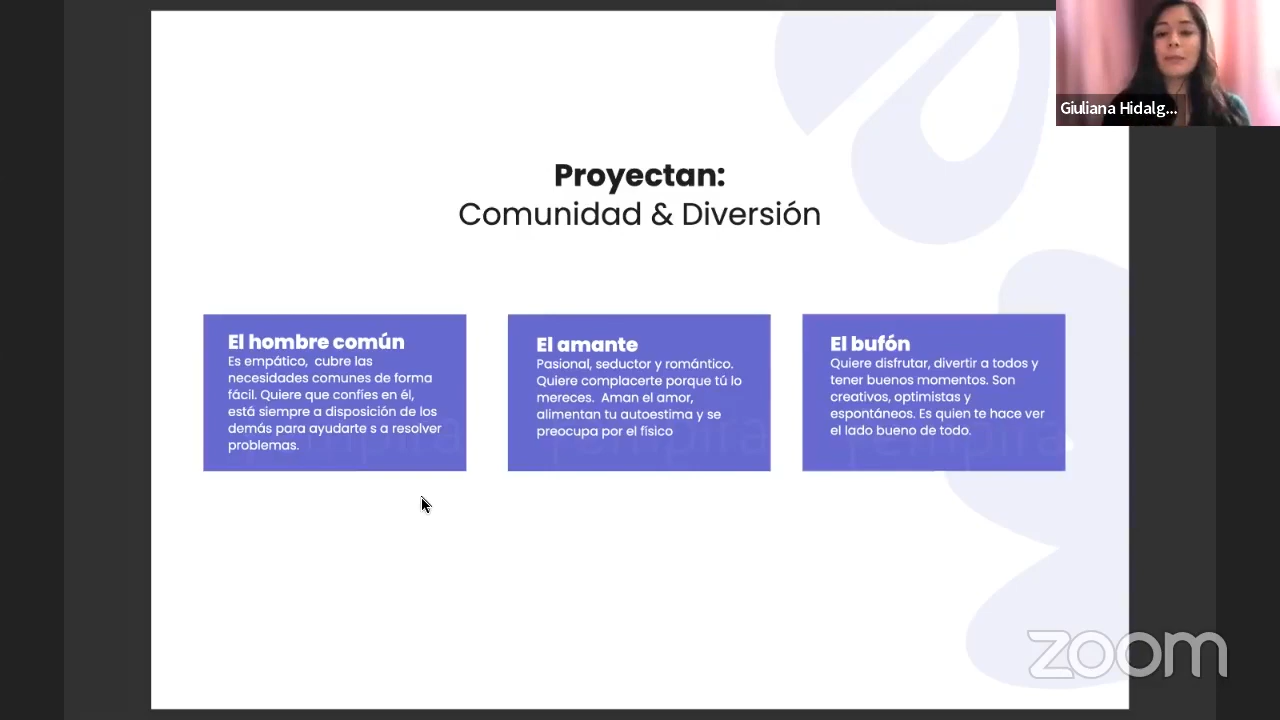 Giuliana Hidalg...
Proyectan:
Comunidad & Diversión
El hombre común
Es empático,  cubre las
necesidades comunes de forma
fácil. Quiere que confíes en él,
está siempre a disposición de los
demás para ayudarte s a resolver
problemas.
El amante
Pasional, seductor y romántico.
Quiere complacerte porque tú lo
mereces.  Aman el amor,
alimentan tu autoestima y se
preocupa por el físico
El bufón
Quiere disfrutar, divertir a todos y
tener buenos momentos. Son
creativos, optimistas y
espontáneos. Es quien te hace ver
el lado bueno de todo.
zoom